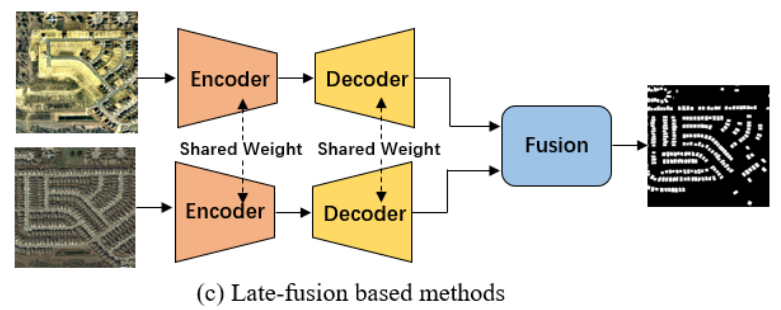 Encoder
Decoder
Shared Weight
Shared Weight
Fusion
Encoder
Decoder
(c) Late-fusion based methods